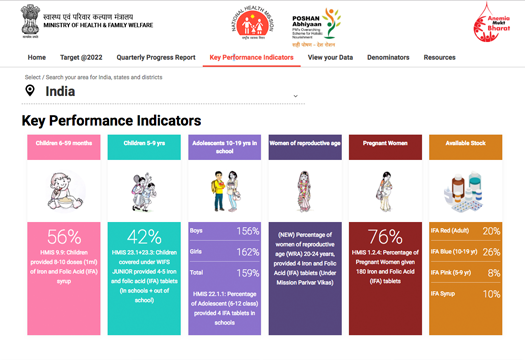 स्वास्थ्य एवं परिवार कल्याण मंत्रालय
MINISTRY OF HEALTH & FAMILY WELFARE
NATIONAL HEALTH MISSION
POSHAN
Abhiyaan
PM's Overarching
Scheme for Holistic
Nourishment
सही पोषण - देश रोशन
Anemia
Mukt
Bharat
Home
Target @2022
Quarterly Progress Report
Key Performance Indicators
View your Data
Denominators
Resources
Select / Search your area for India, states and districts
India
Key Performance Indicators
Children 6-59 months
56%
HMIS 9.9: Children
provided 8-10 doses (1ml)
of Iron and Folic Acid (IFA)
syrup
Children 5-9 yrs
42%
HMIS 23.1+23.3: Children
covered under WIFS
JUNIOR provided 4-5 iron
and folic acid (IFA) tablets
(in schools + out of
school)
Adolescents 10-19 yrs in
school
Boys 156%
Girls 162%
Total 159%
HMIS 22.1.1: Percentage
of Adolescent (6-12 class)
provided 4 IFA tablets in
schools
Women of reproductive age
(NEW) Percentage of
women of reproductive
age (WRA) 20-24 years,
provided 4 Iron and Folic
Acid (IFA) tablets (Under
Mission Parivar Vikas)
Pregnant Women
76%
HMIS 1.2.4: Percentage of
Pregnant Women given
180 Iron and Folic Acid
(IFA) tablets
Available Stock
IFA Red (Adult) 20%
IFA Blue (10-19 yr) 26%
IFA Pink (5-9 yr) 8%
IFA Syrup 10%